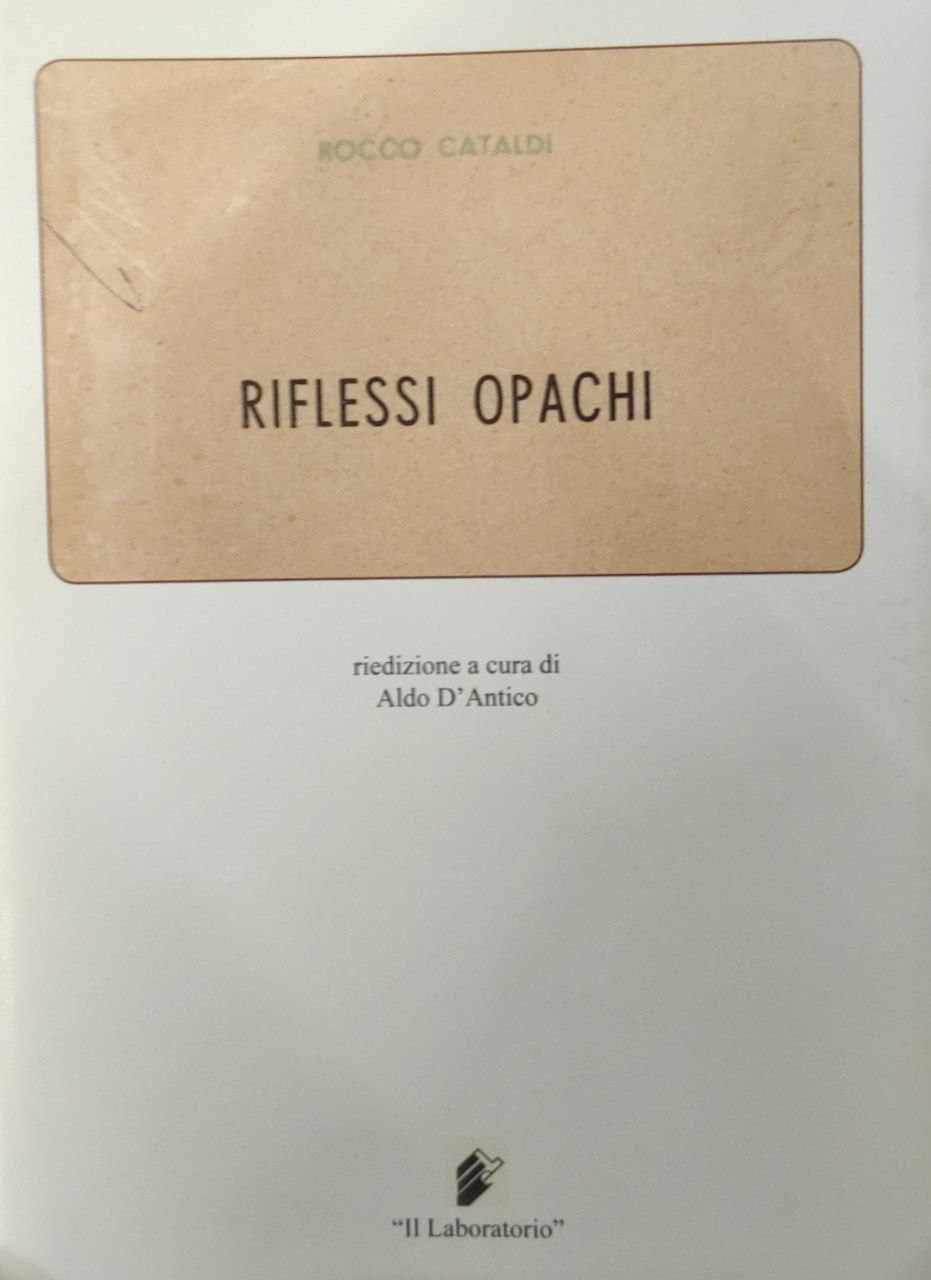 ROCCO CATALDI
RIFLESSI OPACHI
riedizione a cura di
Aldo D'Antico
“Il Laboratorio”